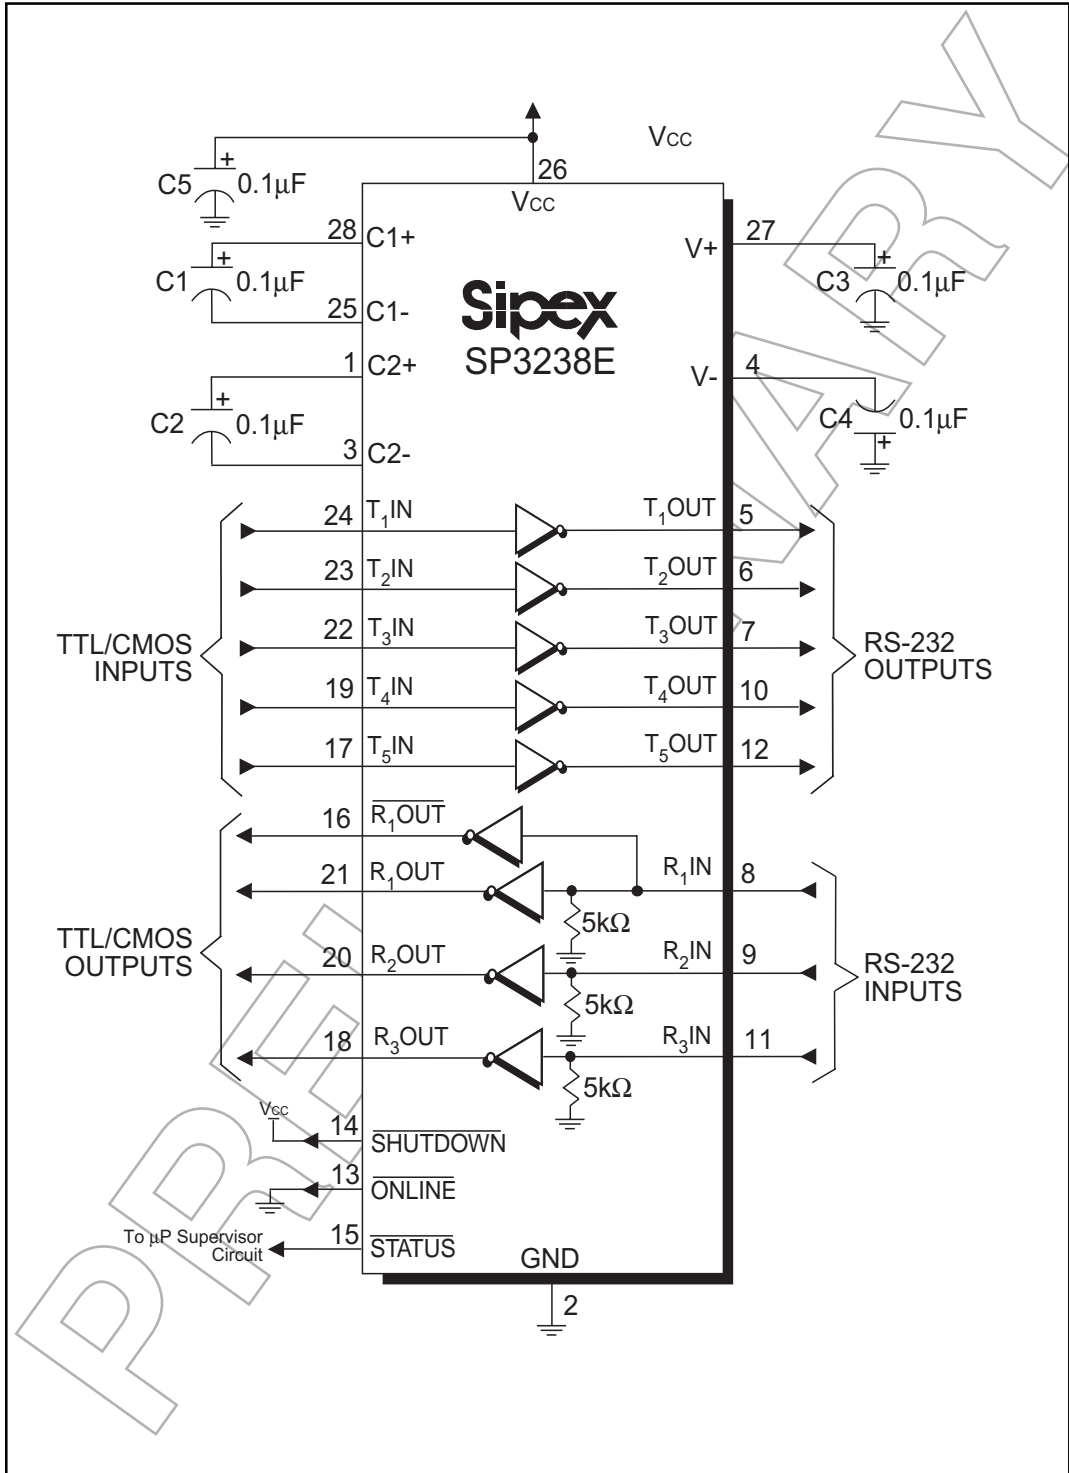 VCC
26
VCC
+
C5 0.1µF
28 C1+
+
C1 0.1µF
25 C1-
1 C2+
+
C2 0.1µF
3 C2-
V+ 27
+
C3 0.1µF
V- 4
C4 0.1µF
+
Sipex
SP3238E
TTL/CMOS
INPUTS
24 T1IN T1OUT 5
23 T2IN T2OUT 6
22 T3IN T3OUT 7
19 T4IN T4OUT 10
17 T5IN T5OUT 12
RS-232
OUTPUTS
TTL/CMOS
OUTPUTS
16 R1OUT
21 R1OUT R1IN 8
5kΩ
20 R2OUT R2IN 9
5kΩ
18 R3OUT R3IN 11
5kΩ
RS-232
INPUTS
VCC
14 SHUTDOWN
13 ONLINE
To µP Supervisor
Circuit
15 STATUS
GND
2